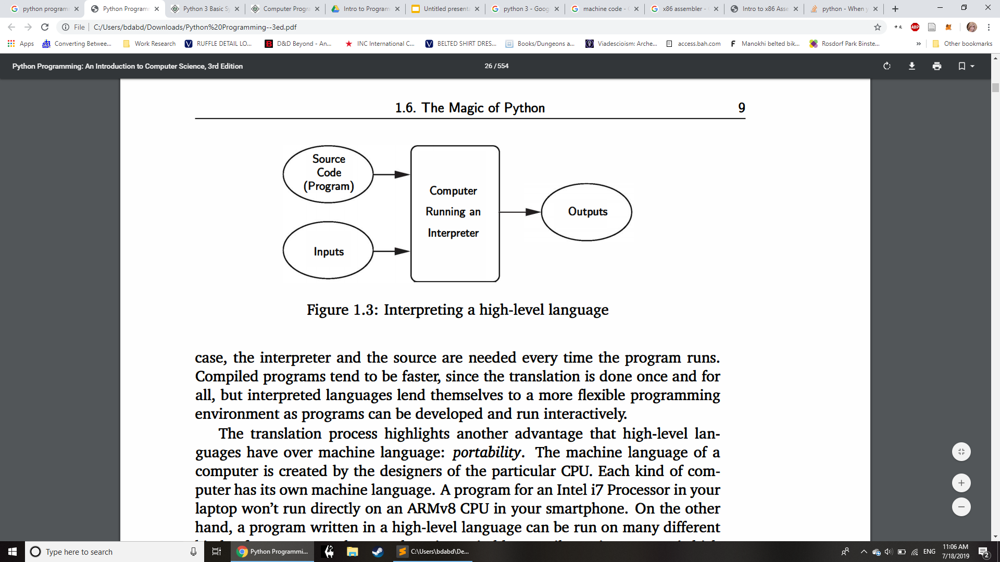 python programm
Python Programm
Python 3 Basic Sy
Computer Progra
Intro to Program
Untitled presenta
python 3 - Goog
machine code -
x86 assembler -
Intro to x86 Asse
python - When y
File
C:/Users/bdabd/Downloads/Python%20Programming--3ed.pdf
ABP
Apps
Converting Betwee...
Work Research
RUFFLE DETAIL LO...
D&D Beyond - An...
INC International C...
BELTED SHIRT DRES...
Books/Dungeons a...
Viadescioism: Arche...
access.bah.com
Manokhi belted bik...
Rosdorf Park Binste...
»
Other bookmarks
Python Programming: An Introduction to Computer Science, 3rd Edition
26 / 554
1.6. The Magic of Python
9
Source
Code
(Program)
Inputs
Computer
Running an
Interpreter
Outputs
Figure 1.3: Interpreting a high-level language
case, the interpreter and the source are needed every time the program runs.
Compiled programs tend to be faster, since the translation is done once and for
all, but interpreted languages lend themselves to a more flexible programming
environment as programs can be developed and run interactively.
The translation process highlights another advantage that high-level lan-
guages have over machine language: portability. The machine language of a
computer is created by the designers of the particular CPU. Each kind of com-
puter has its own machine language. A program for an Intel i7 Processor in your
laptop won't run directly on an ARMv8 CPU in your smartphone. On the other
hand, a program written in a high-level language can be run on many different
Type here to search
Python Programmi...
C:\Users\bdabd\De...
ENG
11:06 AM
7/18/2019
2